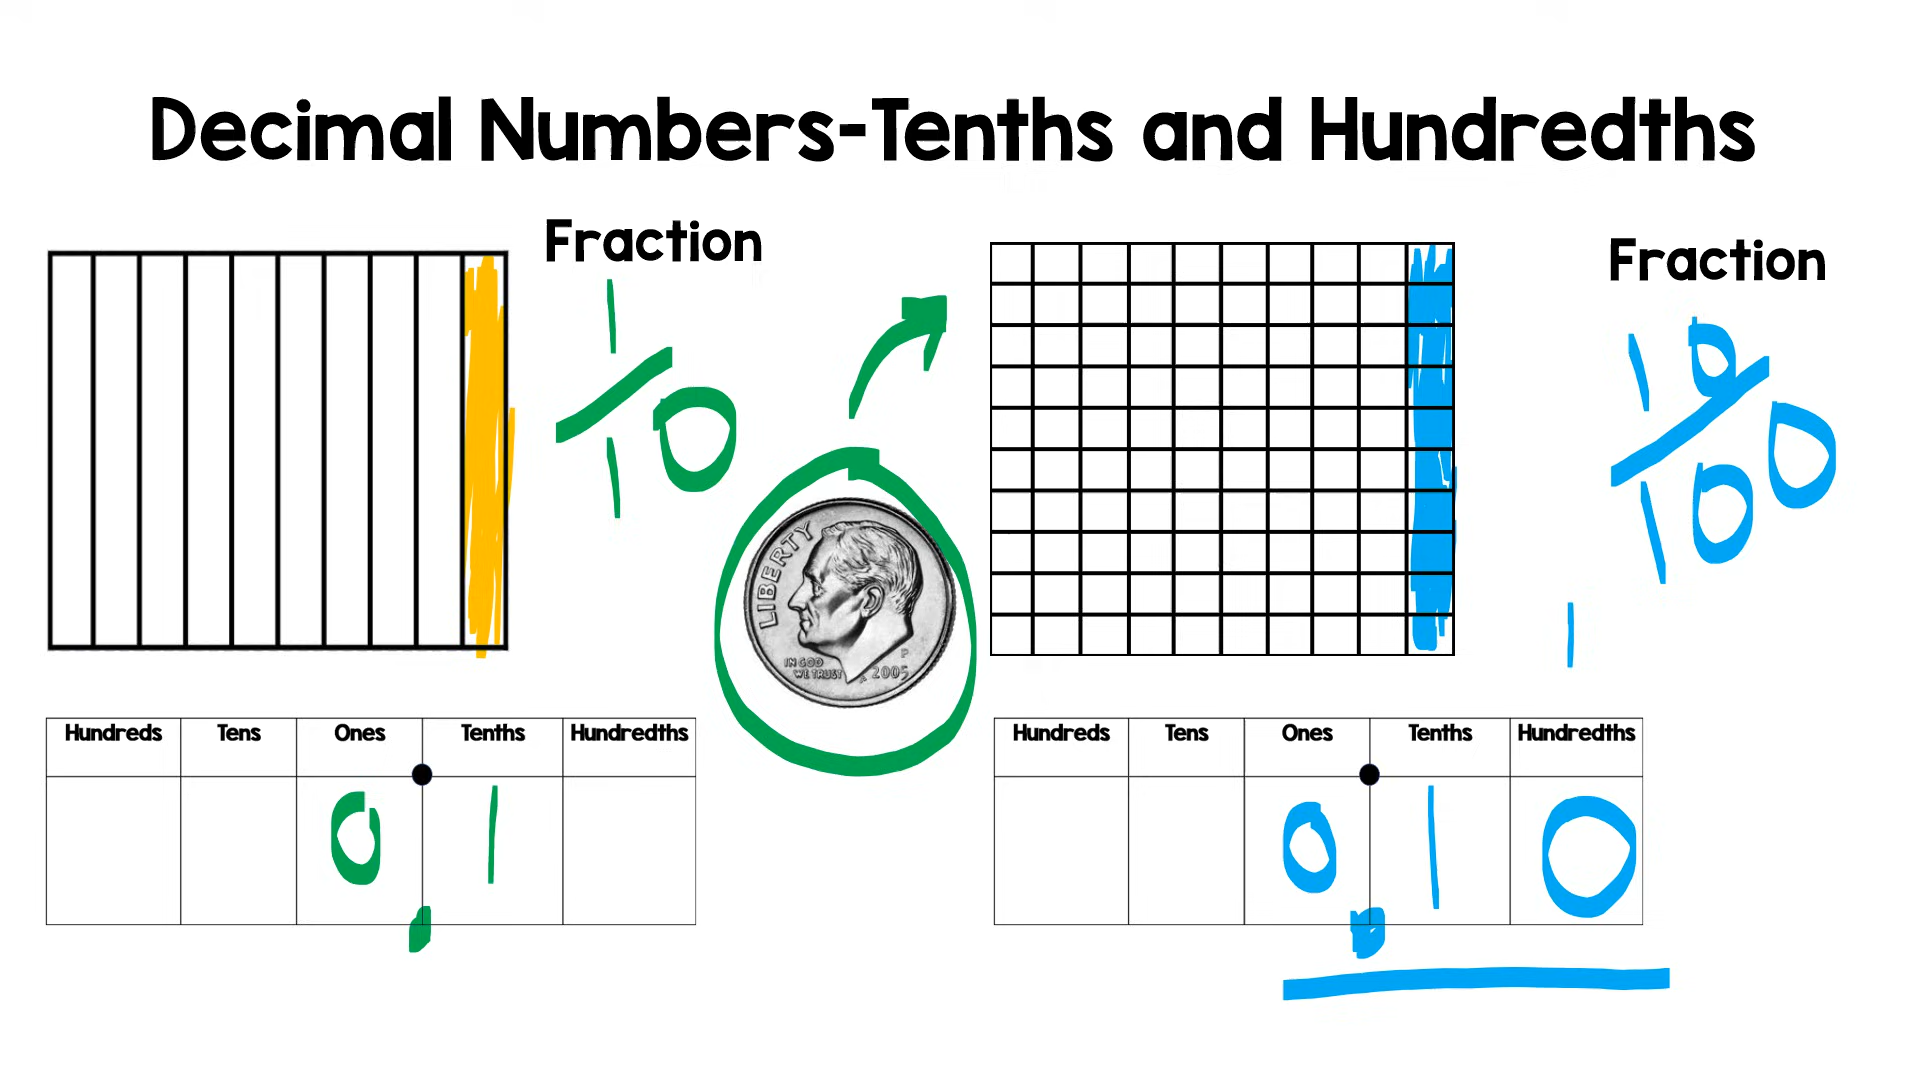 Decimal Numbers-Tenths and Hundredths
Fraction
1/10
Fraction
10/100
LIBERTY
IN GOD
WE TRUST
P
2005
1
Hundreds Tens Ones Tenths Hundredths
0.1
Hundreds Tens Ones Tenths Hundredths
0.10